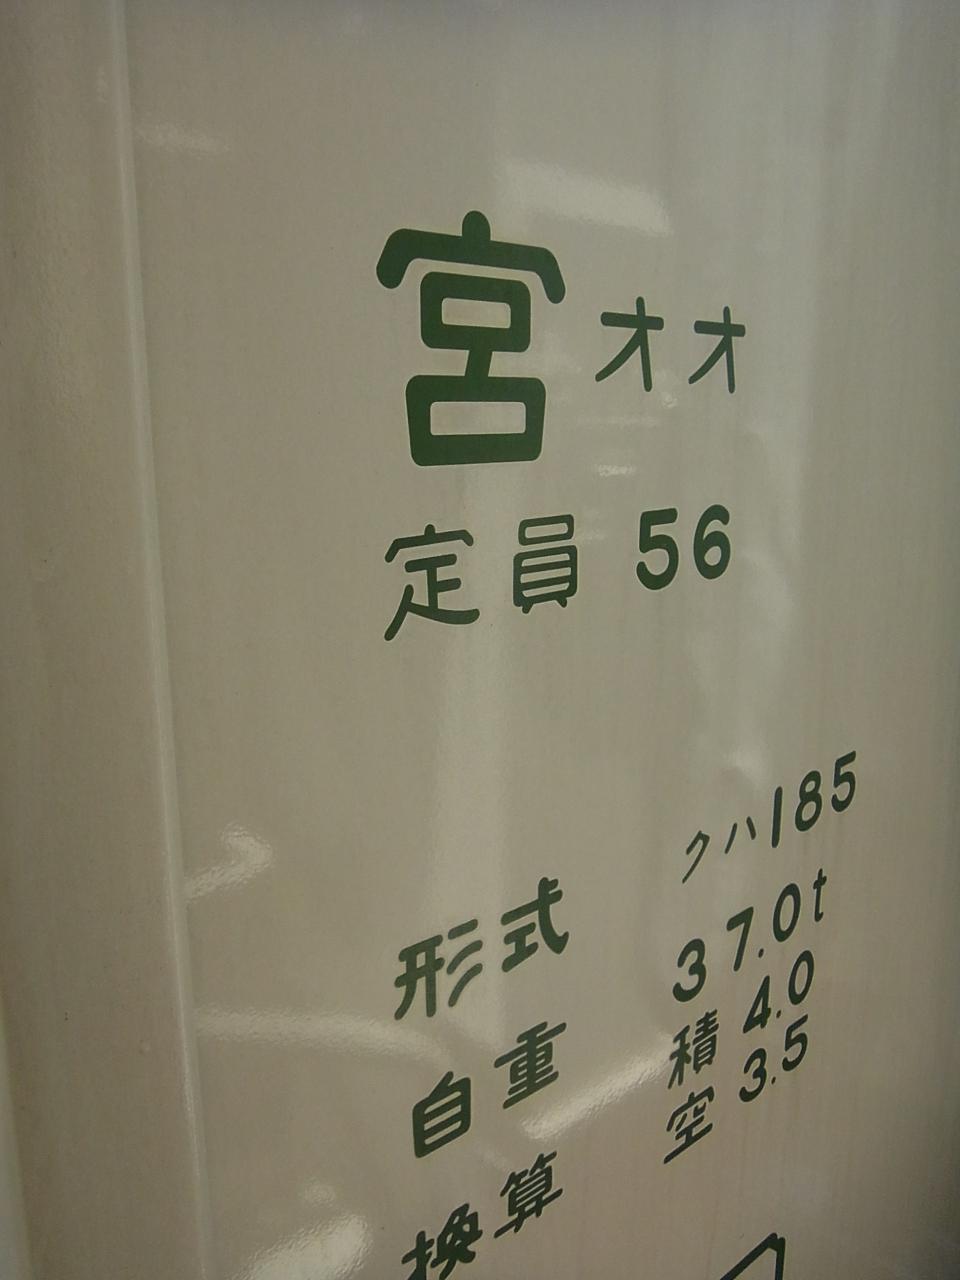 宮オオ
定員 56
形式 クハ185
自重 37.0t
換算 積 4.0
空 3.5